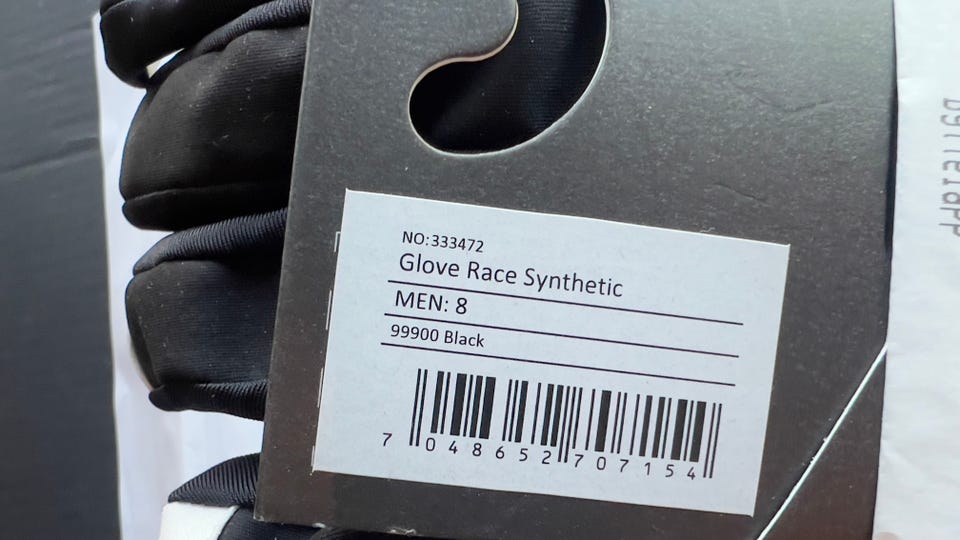 NO:333472
Glove Race Synthetic
MEN: 8
99900 Black
7 048652 707154